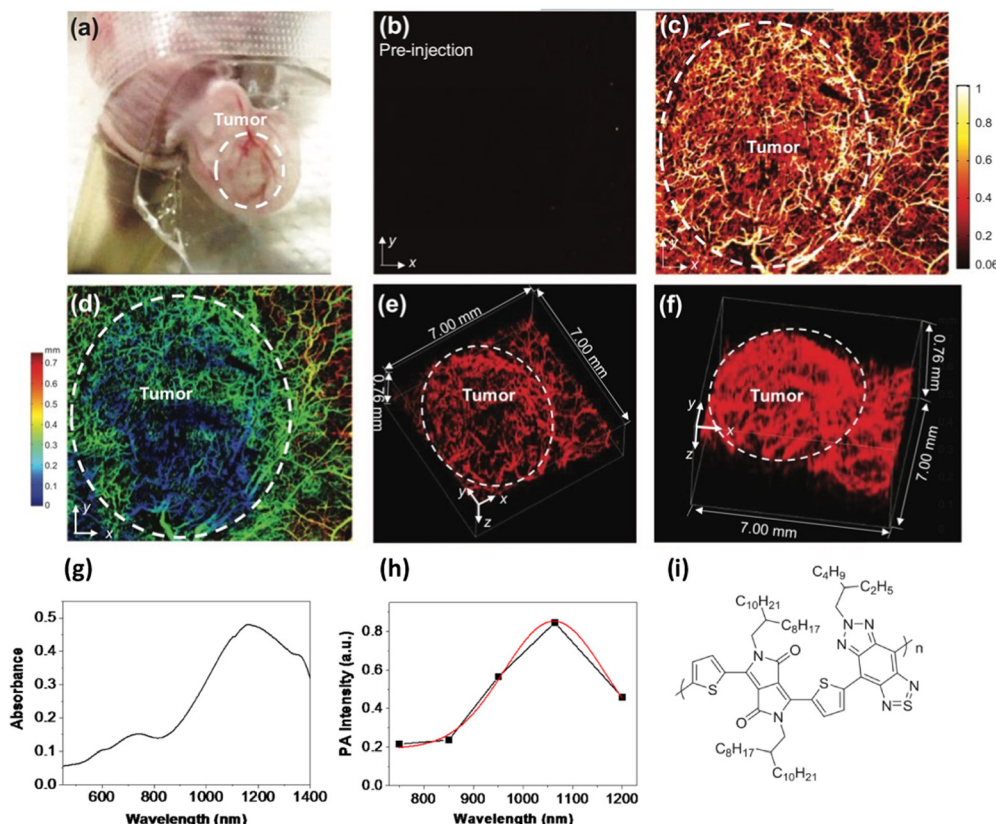 (a)
Tumor
(b)
Pre-injection
y
x
(c)
Tumor
y
x
1
0.8
0.6
0.4
0.2
0.06
(d)
Tumor
mm
0.7
0.6
0.5
0.4
0.3
0.2
0.1
0
y
x
(e)
7.00 mm
7.00 mm
0.76 mm
Tumor
y
x
z
(f)
0.76 mm
Tumor
y
x
z
7.00 mm
7.00 mm
(g)
Absorbance
0.5
0.4
0.3
0.2
0.1
0.0
600 800 1000 1200 1400
Wavelength (nm)
(h)
PA Intensity (a.u.)
0.8
0.6
0.4
0.2
0.0
800 900 1000 1100 1200
Wavelength (nm)
(i)
C4H9
C2H5
C10H21
C8H17
N
N
N
N
O
S
S
n
N
S
N
O
N
C8H17
C10H21